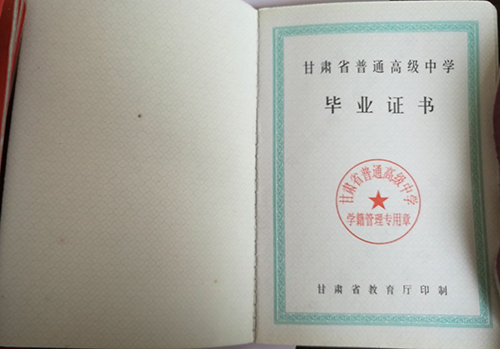 甘肃省普通高级中学
毕业证书
甘肃省普通高级中学
学籍管理专用章
甘肃省教育厅印制